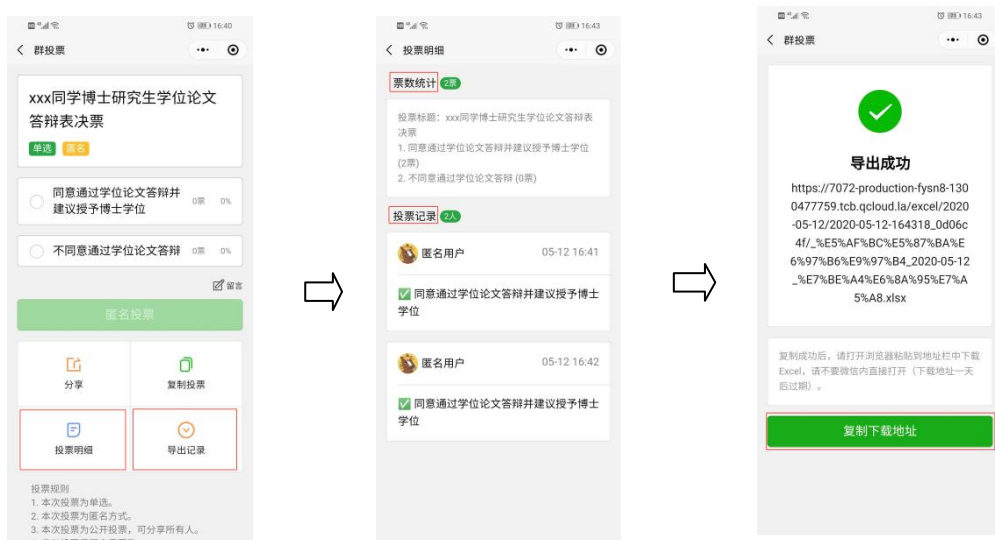 16:40
群投票
xxx同学博士研究生学位论文
答辩表决票
单选 匿名
同意通过学位论文答辩并
建议授予博士学位
0票 0%
不同意通过学位论文答辩 0票 0%
留言
匿名投票
分享 复制投票
投票明细 导出记录
投票规则
1. 本次投票为单选。
2. 本次投票为匿名方式。
3. 本次投票为公开投票，可分享所有人。
16:43
投票明细
票数统计 2票
投票标题：xxx同学博士研究生学位论文答辩表
决票
1. 同意通过学位论文答辩并建议授予博士学位
(2票)
2. 不同意通过学位论文答辩 (0票)
投票记录 2人
匿名用户 05-12 16:41
✅ 同意通过学位论文答辩并建议授予博士
学位
匿名用户 05-12 16:42
✅ 同意通过学位论文答辩并建议授予博士
学位
16:43
群投票
导出成功
https://7072-production-fysn8-130
0477759.tcb.qcloud.la/excel/2020
-05-12/2020-05-12-164318_0d06c
4f/_%E5%AF%BC%E5%87%BA%E
6%97%B6%E9%97%B4_2020-05-12
_%E7%BE%A4%E6%8A%95%E7%A
5%A8.xlsx
复制成功后，请打开浏览器粘贴到地址栏中下载
Excel，请不要微信内直接打开（下载地址一天
后过期）。
复制下载地址